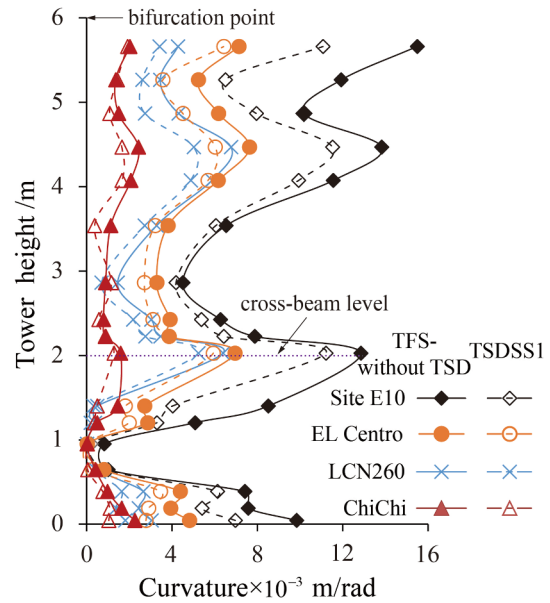 bifurcation point
6
5
4
3
2
1
0
Tower height /m
cross-beam level
TFS- TSDSS1
without TSD
Site E10
EL Centro
LCN260
ChiChi
0 4 8 12 16
Curvature×10⁻³ m/rad